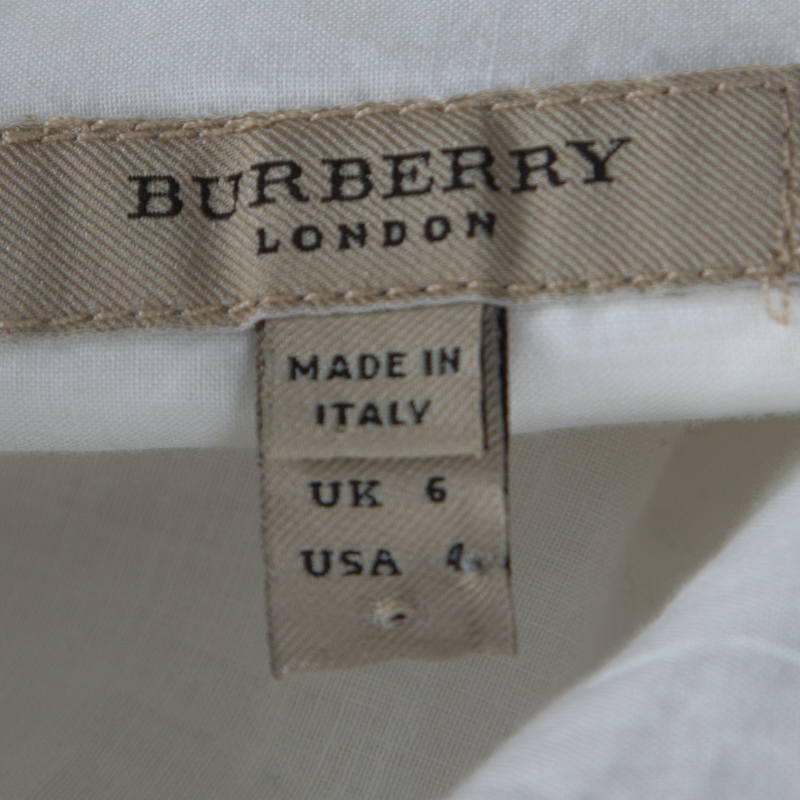 BURBERRY
LONDON
MADE IN
ITALY
UK 6
USA 4